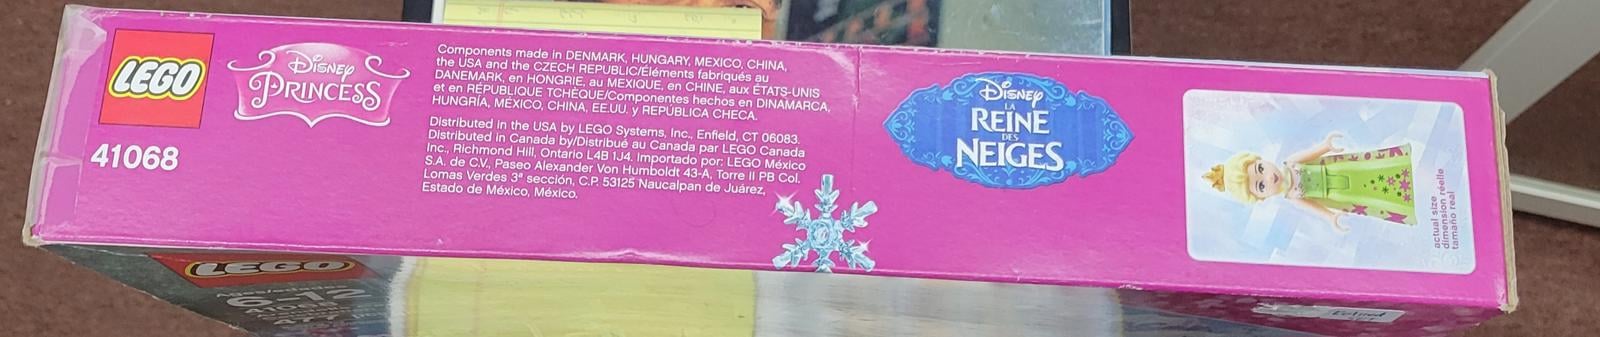 LEGO
41068
Disney
PRINCESS
Components made in DENMARK, HUNGARY, MEXICO, CHINA,
the USA and the CZECH REPUBLIC/Éléments fabriqués au
DANEMARK, en HONGRIE, au MEXIQUE, en CHINE, aux ÉTATS-UNIS
et en RÉPUBLIQUE TCHÈQUE/Componentes hechos en DINAMARCA,
HUNGRÍA, MÉXICO, CHINA, EE.UU. y REPÚBLICA CHECA.
Distributed in the USA by LEGO Systems, Inc., Enfield, CT 06083.
Distributed in Canada by/Distribué au Canada par LEGO Canada
Inc., Richmond Hill, Ontario L4B 1J4. Importado por: LEGO México
S.A. de C.V., Paseo Alexander Von Humboldt 43-A, Torre II PB Col.
Lomas Verdes 3ª sección, C.P. 53125 Naucalpan de Juárez,
Estado de México, México.
Disney
LA
REINE
DES
NEIGES
actual size
dimension réelle
tamaño real
LEGO
Ages/edades
6-12